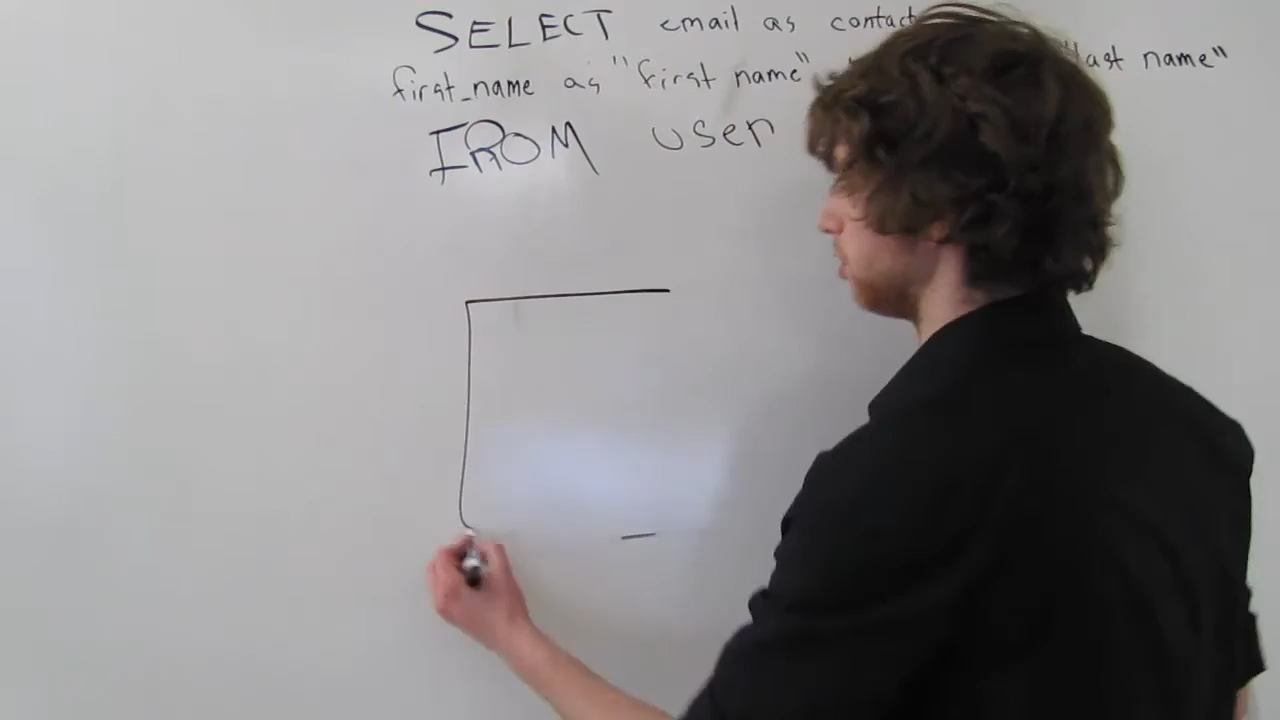 SELECT email as contact
first_name as "first name" "last name"
FROM user